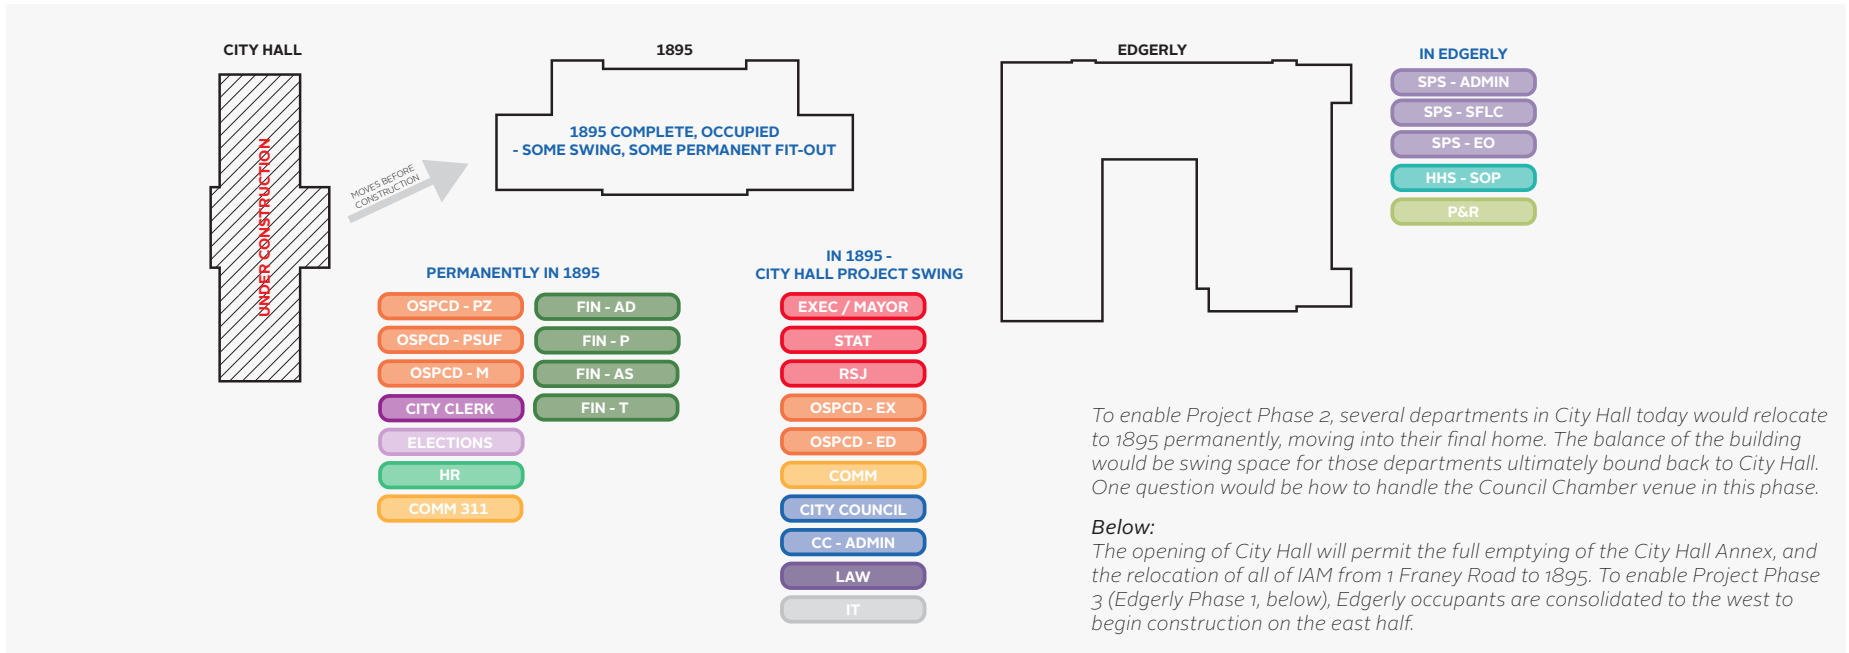 CITY HALL
UNDER CONSTRUCTION
MOVES BEFORE
CONSTRUCTION
1895
1895 COMPLETE, OCCUPIED
- SOME SWING, SOME PERMANENT FIT-OUT
PERMANENTLY IN 1895
OSPCD - PZ
OSPCD - PSUF
OSPCD - M
CITY CLERK
ELECTIONS
HR
COMM 311
FIN - AD
FIN - P
FIN - AS
FIN - T
IN 1895 -
CITY HALL PROJECT SWING
EXEC / MAYOR
STAT
RSJ
OSPCD - EX
OSPCD - ED
COMM
CITY COUNCIL
CC - ADMIN
LAW
IT
EDGERLY
IN EDGERLY
SPS - ADMIN
SPS - SFLC
SPS - EO
HHS - SOP
P&R
To enable Project Phase 2, several departments in City Hall today would relocate
to 1895 permanently, moving into their final home. The balance of the building
would be swing space for those departments ultimately bound back to City Hall.
One question would be how to handle the Council Chamber venue in this phase.
Below:
The opening of City Hall will permit the full emptying of the City Hall Annex, and
the relocation of all of IAM from 1 Franey Road to 1895. To enable Project Phase
3 (Edgerly Phase 1, below), Edgerly occupants are consolidated to the west to
begin construction on the east half.